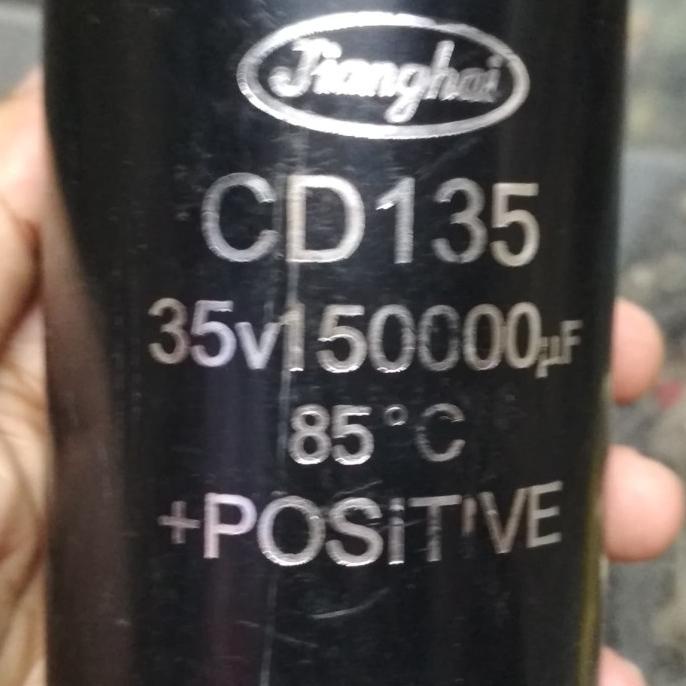 Jianghai
CD135
35v150000µF
85°C
+POSiTIVE